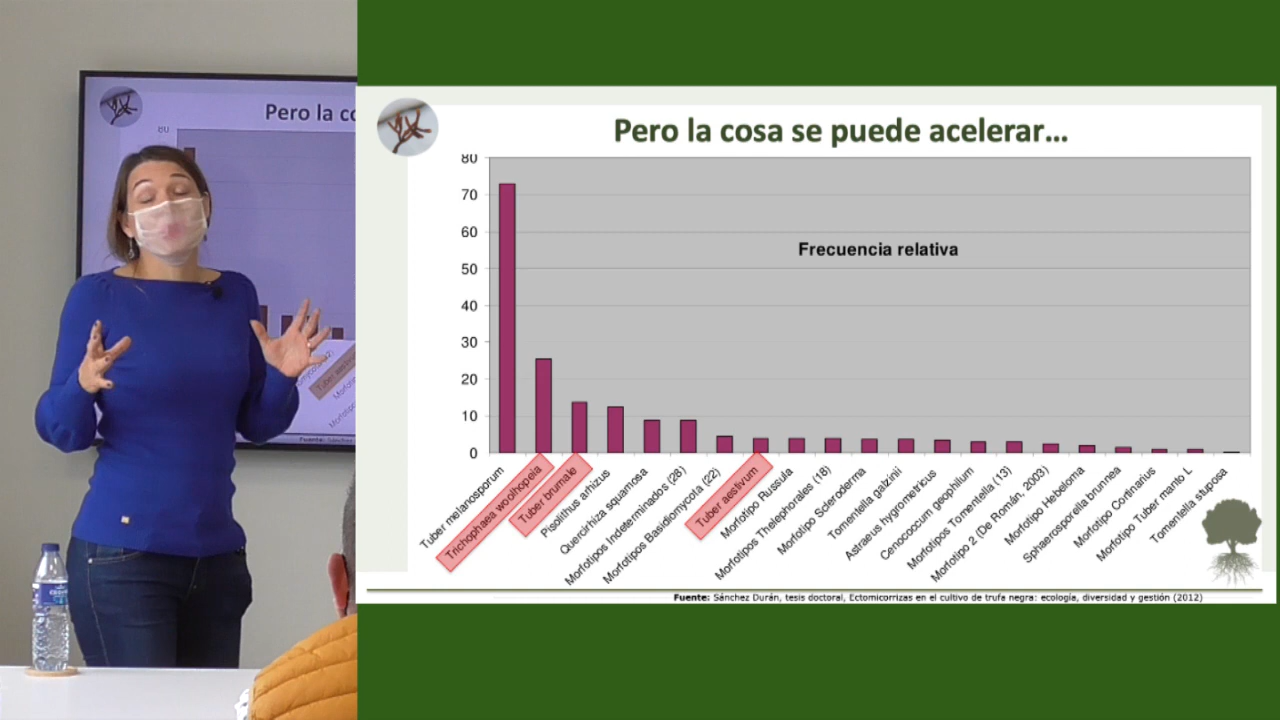 Pero la co
80
Fuente: Sánchez
Pero la cosa se puede acelerar...
80
70
60
50
40
30
20
10
0
Frecuencia relativa
Tuber melanosporum
Trichophaea woolhopeia
Tuber brumale
Pisolithus arhizus
Quercirhiza squamosa
Morfotipos Indeterminados (28)
Morfotipos Basidiomycota (22)
Tuber aestivum
Morfotipo Russula
Morfotipos Thelephorales (18)
Morfotipo Scleroderma
Tomentella galzinii
Astraeus hygrometricus
Cenococcum geophilum
Morfotipos Tomentella (13)
Morfotipo 2 (De Román, 2003)
Morfotipo Hebeloma
Sphaerosporella brunnea
Morfotipo Cortinarius
Morfotipo Tuber manto L
Tomentella stuposa
Fuente: Sánchez Durán, tesis doctoral, Ectomicorrizas en el cultivo de trufa negra: ecología, diversidad y gestión (2012)